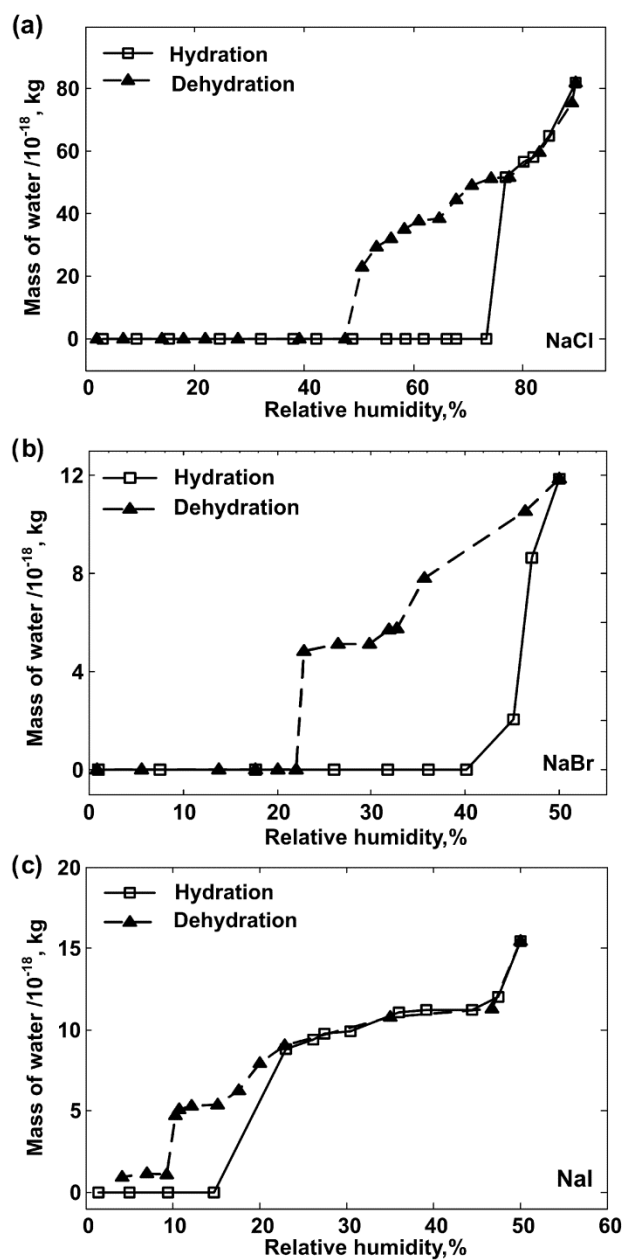 (a)
Hydration
Dehydration
Mass of water /10⁻¹⁸, kg
80
60
40
20
0
NaCl
0 20 40 60 80
Relative humidity,%
(b)
Hydration
Dehydration
Mass of water /10⁻¹⁸, kg
12
8
4
0
NaBr
0 10 20 30 40 50
Relative humidity,%
(c)
Hydration
Dehydration
Mass of water /10⁻¹⁸, kg
20
15
10
5
0
NaI
0 10 20 30 40 50 60
Relative humidity,%